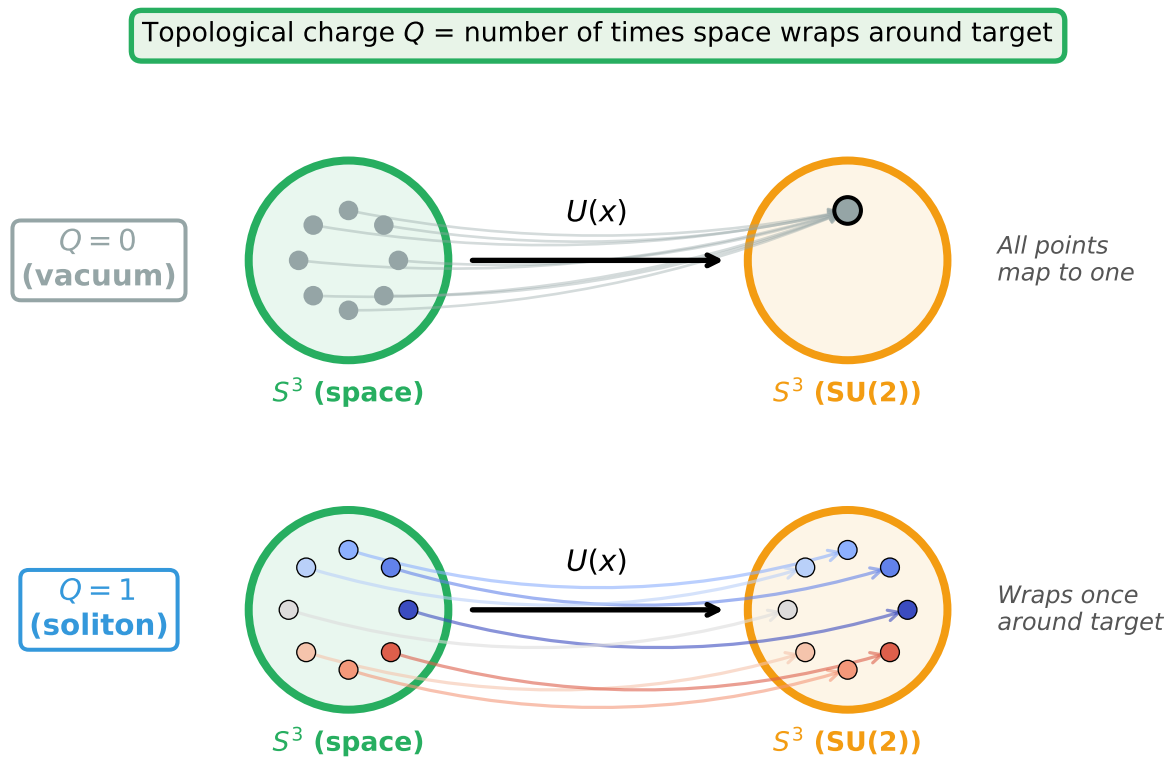 Topological charge Q = number of times space wraps around target
Q = 0
(vacuum)
U(x)
All points
map to one
S³ (space)
S³ (SU(2))
Q = 1
(soliton)
U(x)
Wraps once
around target
S³ (space)
S³ (SU(2))